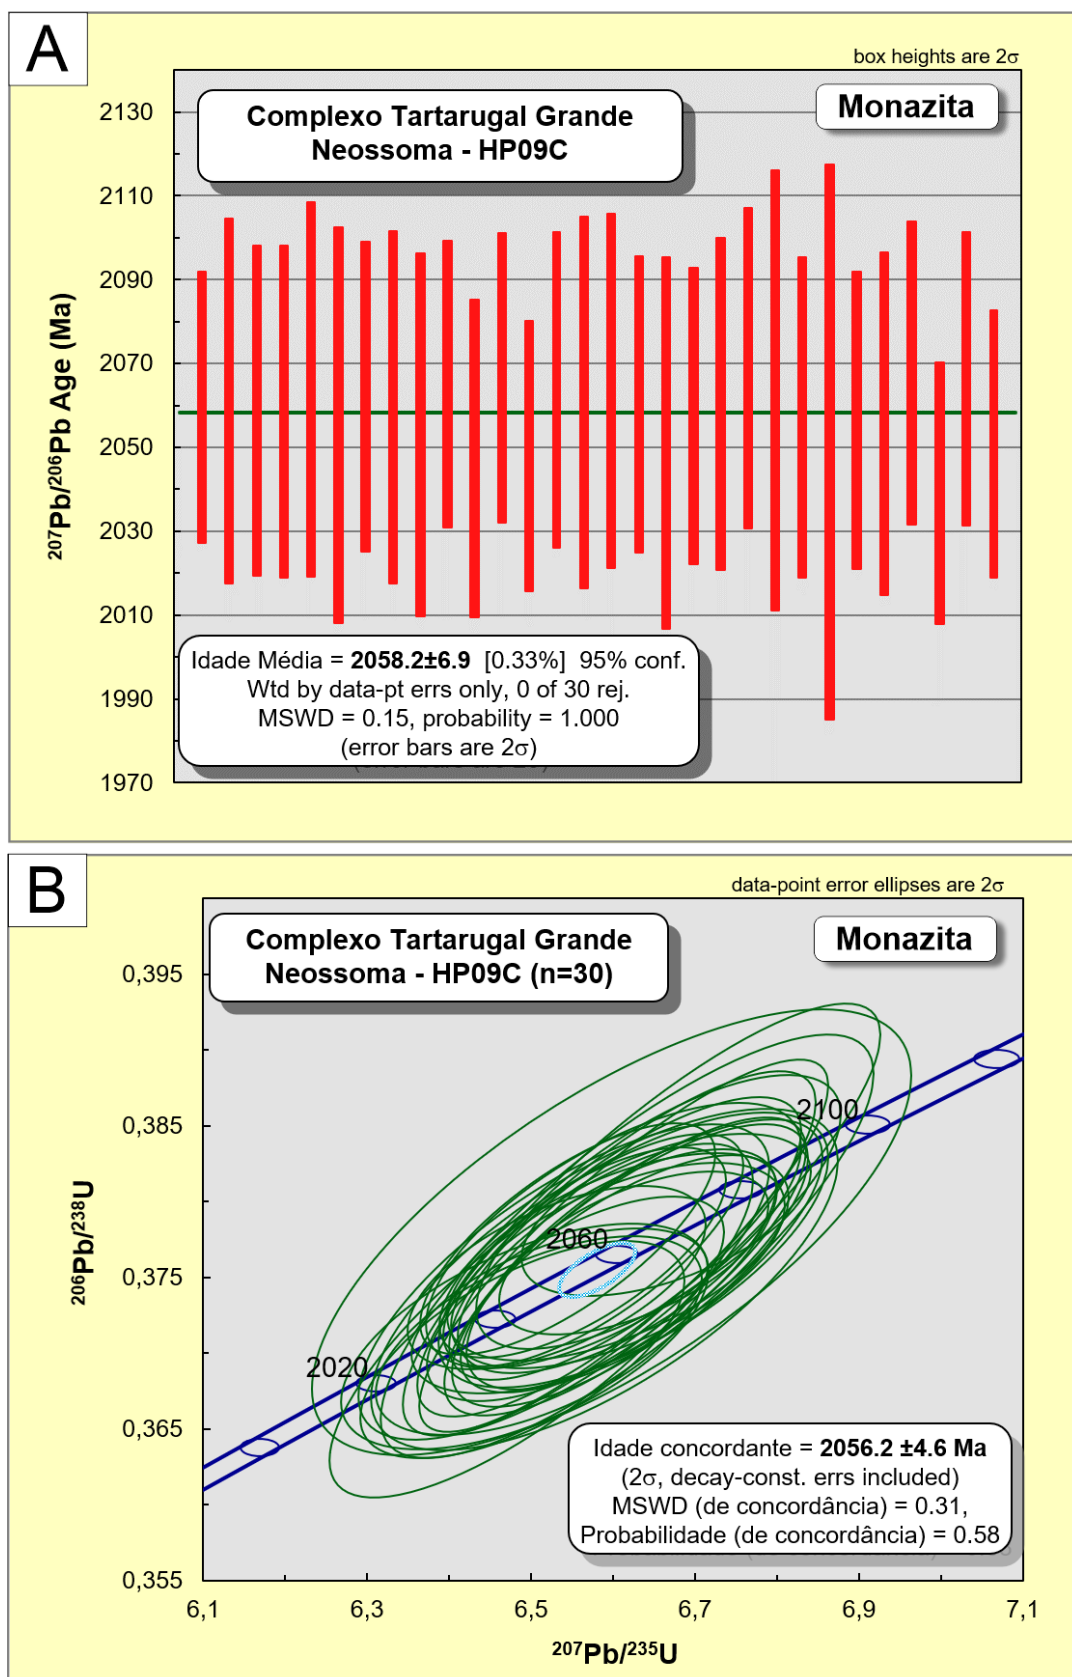 A
box heights are 2σ
Complexo Tartarugal Grande
Neossoma - HP09C
Monazita
2130
2110
2090
2070
2050
2030
2010
1990
1970
²⁰⁷Pb/²⁰⁶Pb Age (Ma)
Idade Média = 2058.2±6.9 [0.33%] 95% conf.
Wtd by data-pt errs only, 0 of 30 rej.
MSWD = 0.15, probability = 1.000
(error bars are 2σ)
B
data-point error ellipses are 2σ
Complexo Tartarugal Grande
Neossoma - HP09C (n=30)
Monazita
0,395
0,385
0,375
0,365
0,355
²⁰⁶Pb/²³⁸U
2100
2060
2020
Idade concordante = 2056.2 ±4.6 Ma
(2σ, decay-const. errs included)
MSWD (de concordância) = 0.31,
Probabilidade (de concordância) = 0.58
6,1 6,3 6,5 6,7 6,9 7,1
²⁰⁷Pb/²³⁵U